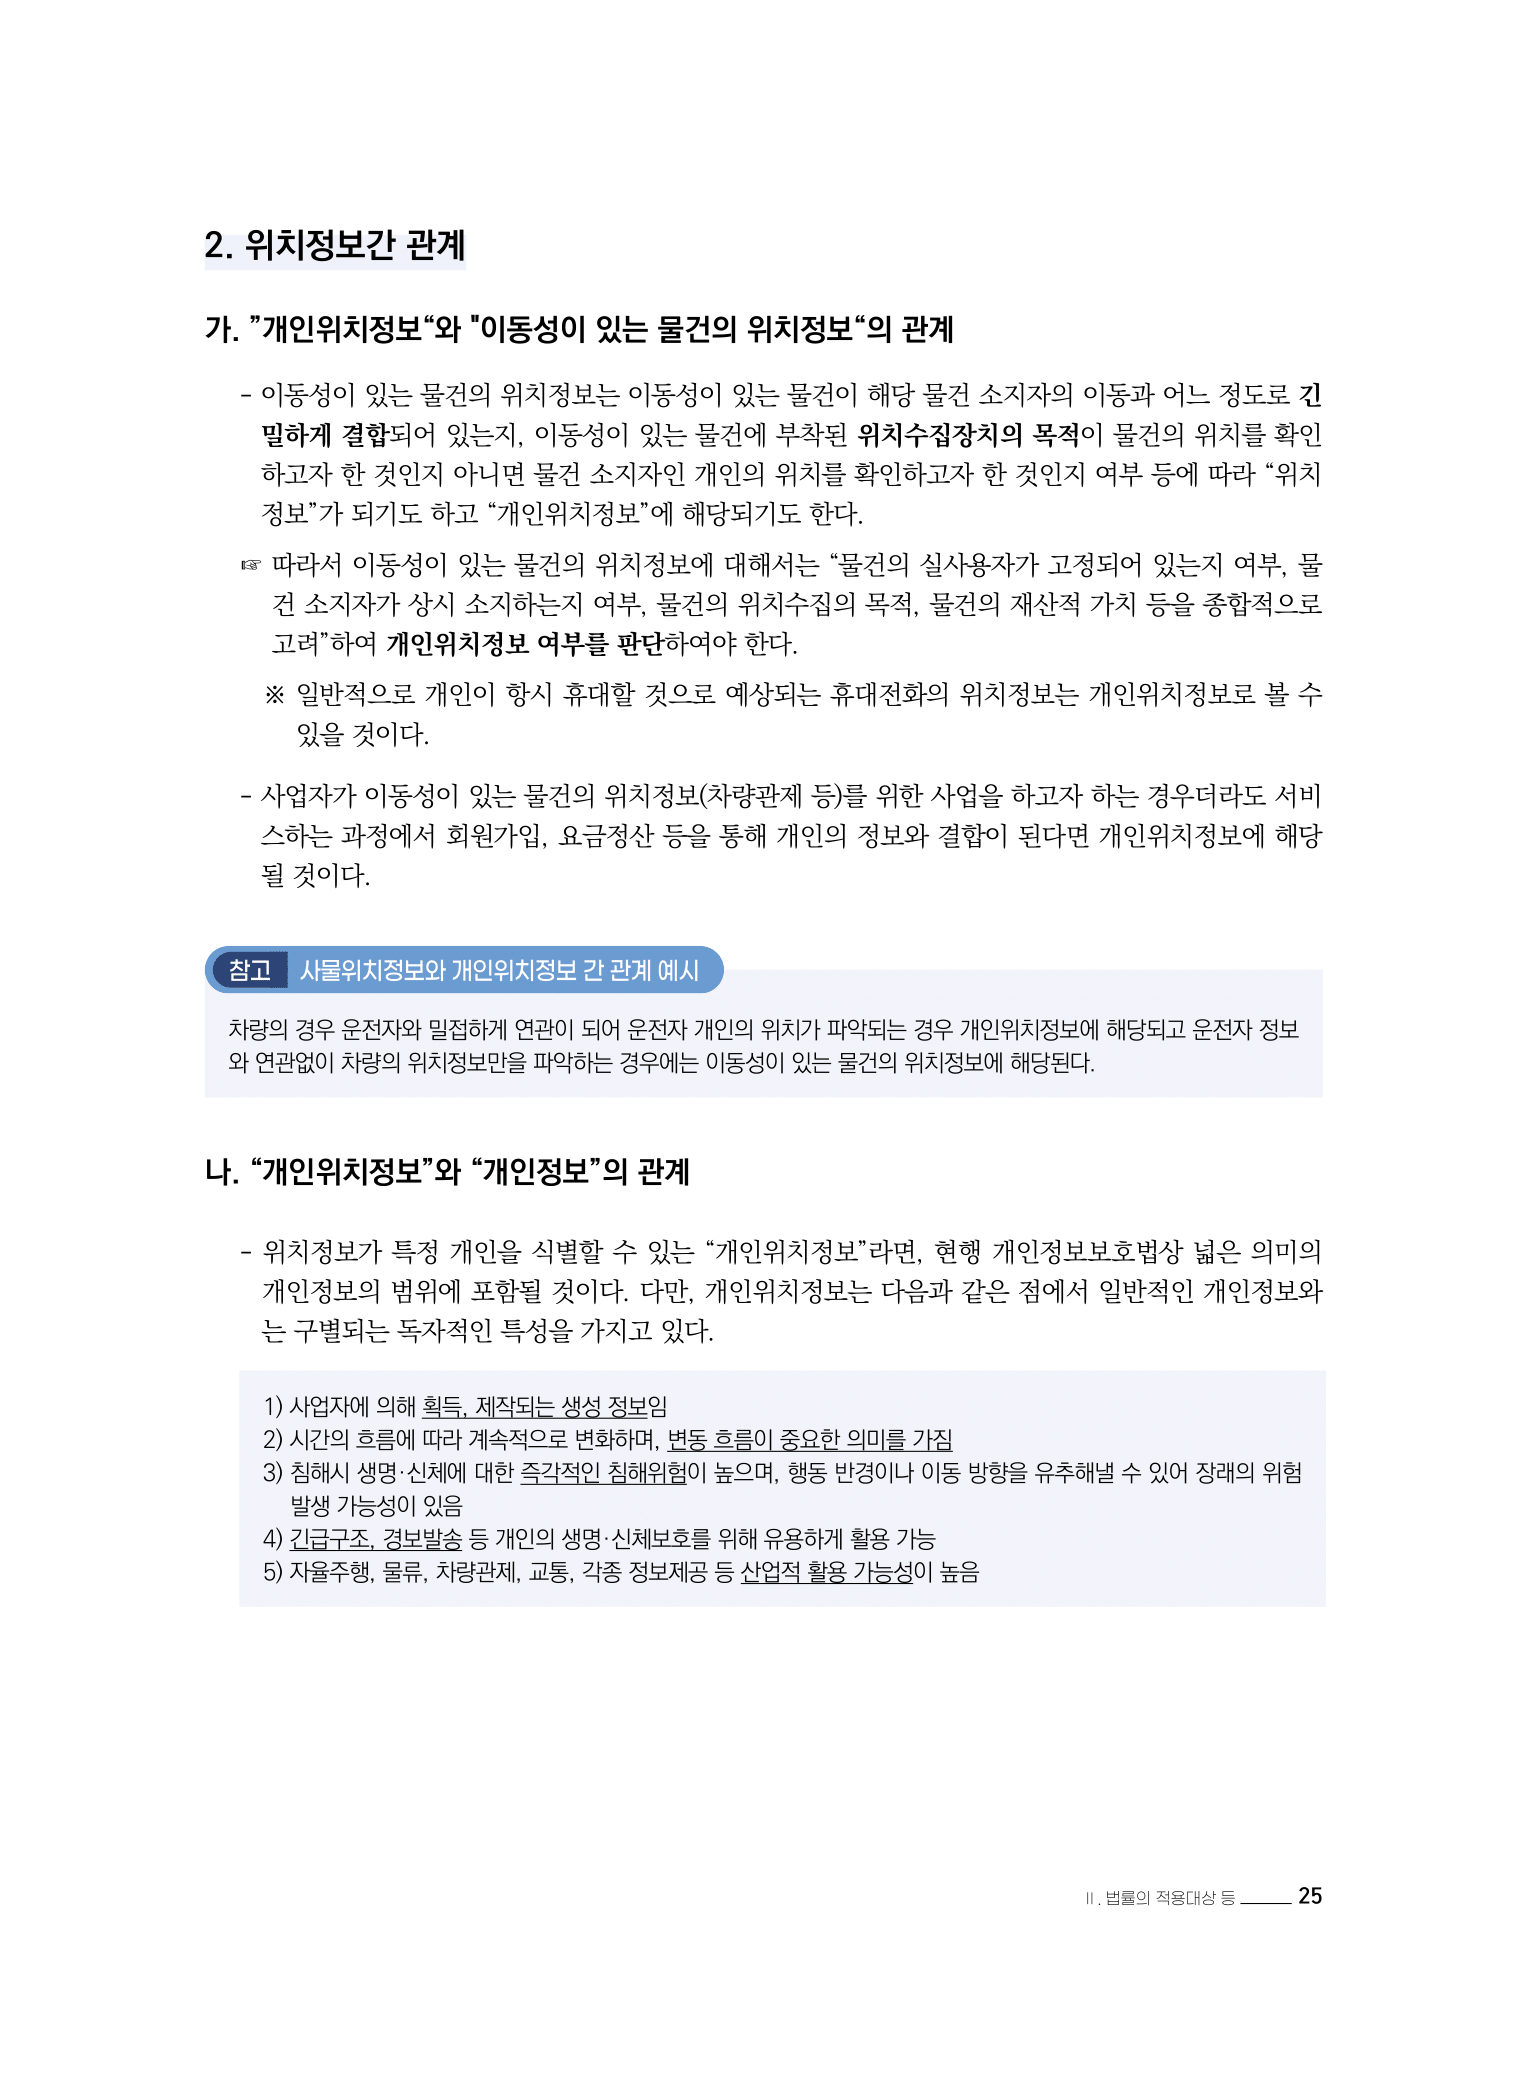 2. 위치정보간 관계
가. ”개인위치정보“와 "이동성이 있는 물건의 위치정보“의 관계
- 이동성이 있는 물건의 위치정보는 이동성이 있는 물건이 해당 물건 소지자의 이동과 어느 정도로 긴
밀하게 결합되어 있는지, 이동성이 있는 물건에 부착된 위치수집장치의 목적이 물건의 위치를 확인
하고자 한 것인지 아니면 물건 소지자인 개인의 위치를 확인하고자 한 것인지 여부 등에 따라 “위치
정보”가 되기도 하고 “개인위치정보”에 해당되기도 한다.
☞ 따라서 이동성이 있는 물건의 위치정보에 대해서는 “물건의 실사용자가 고정되어 있는지 여부, 물
건 소지자가 상시 소지하는지 여부, 물건의 위치수집의 목적, 물건의 재산적 가치 등을 종합적으로
고려”하여 개인위치정보 여부를 판단하여야 한다.
※ 일반적으로 개인이 항시 휴대할 것으로 예상되는 휴대전화의 위치정보는 개인위치정보로 볼 수
있을 것이다.
- 사업자가 이동성이 있는 물건의 위치정보(차량관제 등)를 위한 사업을 하고자 하는 경우더라도 서비
스하는 과정에서 회원가입, 요금정산 등을 통해 개인의 정보와 결합이 된다면 개인위치정보에 해당
될 것이다.
참고 사물위치정보와 개인위치정보 간 관계 예시
차량의 경우 운전자와 밀접하게 연관이 되어 운전자 개인의 위치가 파악되는 경우 개인위치정보에 해당되고 운전자 정보
와 연관없이 차량의 위치정보만을 파악하는 경우에는 이동성이 있는 물건의 위치정보에 해당된다.
나. “개인위치정보”와 “개인정보”의 관계
- 위치정보가 특정 개인을 식별할 수 있는 “개인위치정보”라면, 현행 개인정보보호법상 넓은 의미의
개인정보의 범위에 포함될 것이다. 다만, 개인위치정보는 다음과 같은 점에서 일반적인 개인정보와
는 구별되는 독자적인 특성을 가지고 있다.
1) 사업자에 의해 획득, 제작되는 생성 정보임
2) 시간의 흐름에 따라 계속적으로 변화하며, 변동 흐름이 중요한 의미를 가짐
3) 침해시 생명·신체에 대한 즉각적인 침해위험이 높으며, 행동 반경이나 이동 방향을 유추해낼 수 있어 장래의 위험
발생 가능성이 있음
4) 긴급구조, 경보발송 등 개인의 생명·신체보호를 위해 유용하게 활용 가능
5) 자율주행, 물류, 차량관제, 교통, 각종 정보제공 등 산업적 활용 가능성이 높음
Ⅱ. 법률의 적용대상 등 25